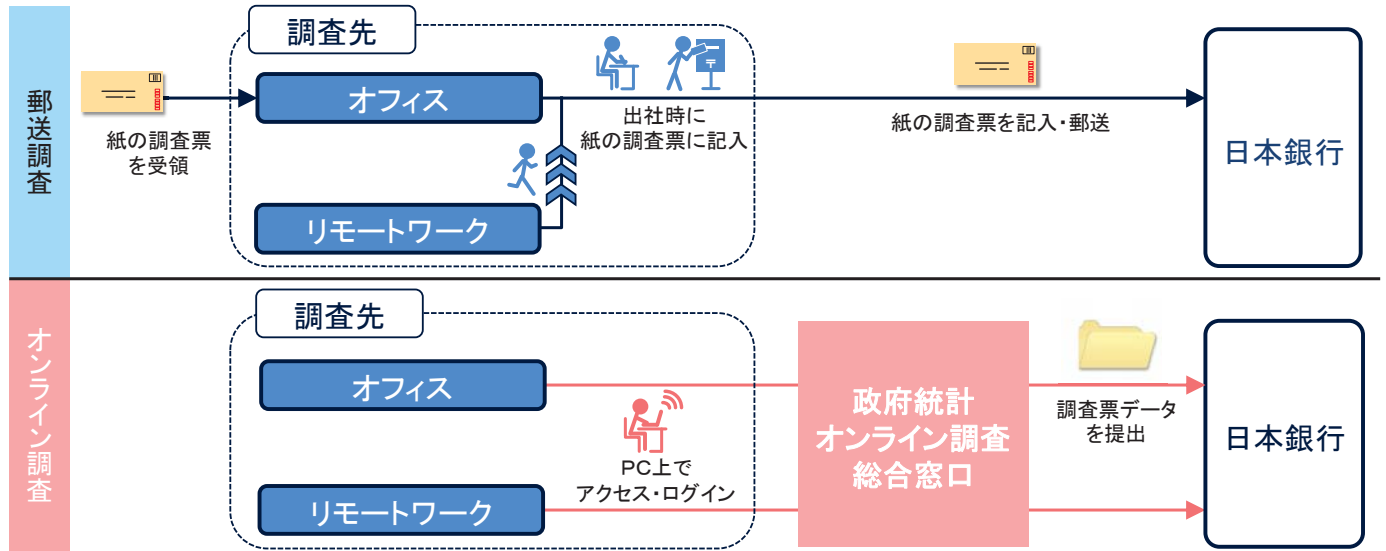 郵送調査
紙の調査票
を受領
調査先
オフィス
リモートワーク
〒
出社時に
紙の調査票に記入
紙の調査票を記入・郵送
日本銀行
オンライン調査
調査先
オフィス
リモートワーク
PC上で
アクセス・ログイン
政府統計
オンライン調査
総合窓口
調査票データ
を提出
日本銀行